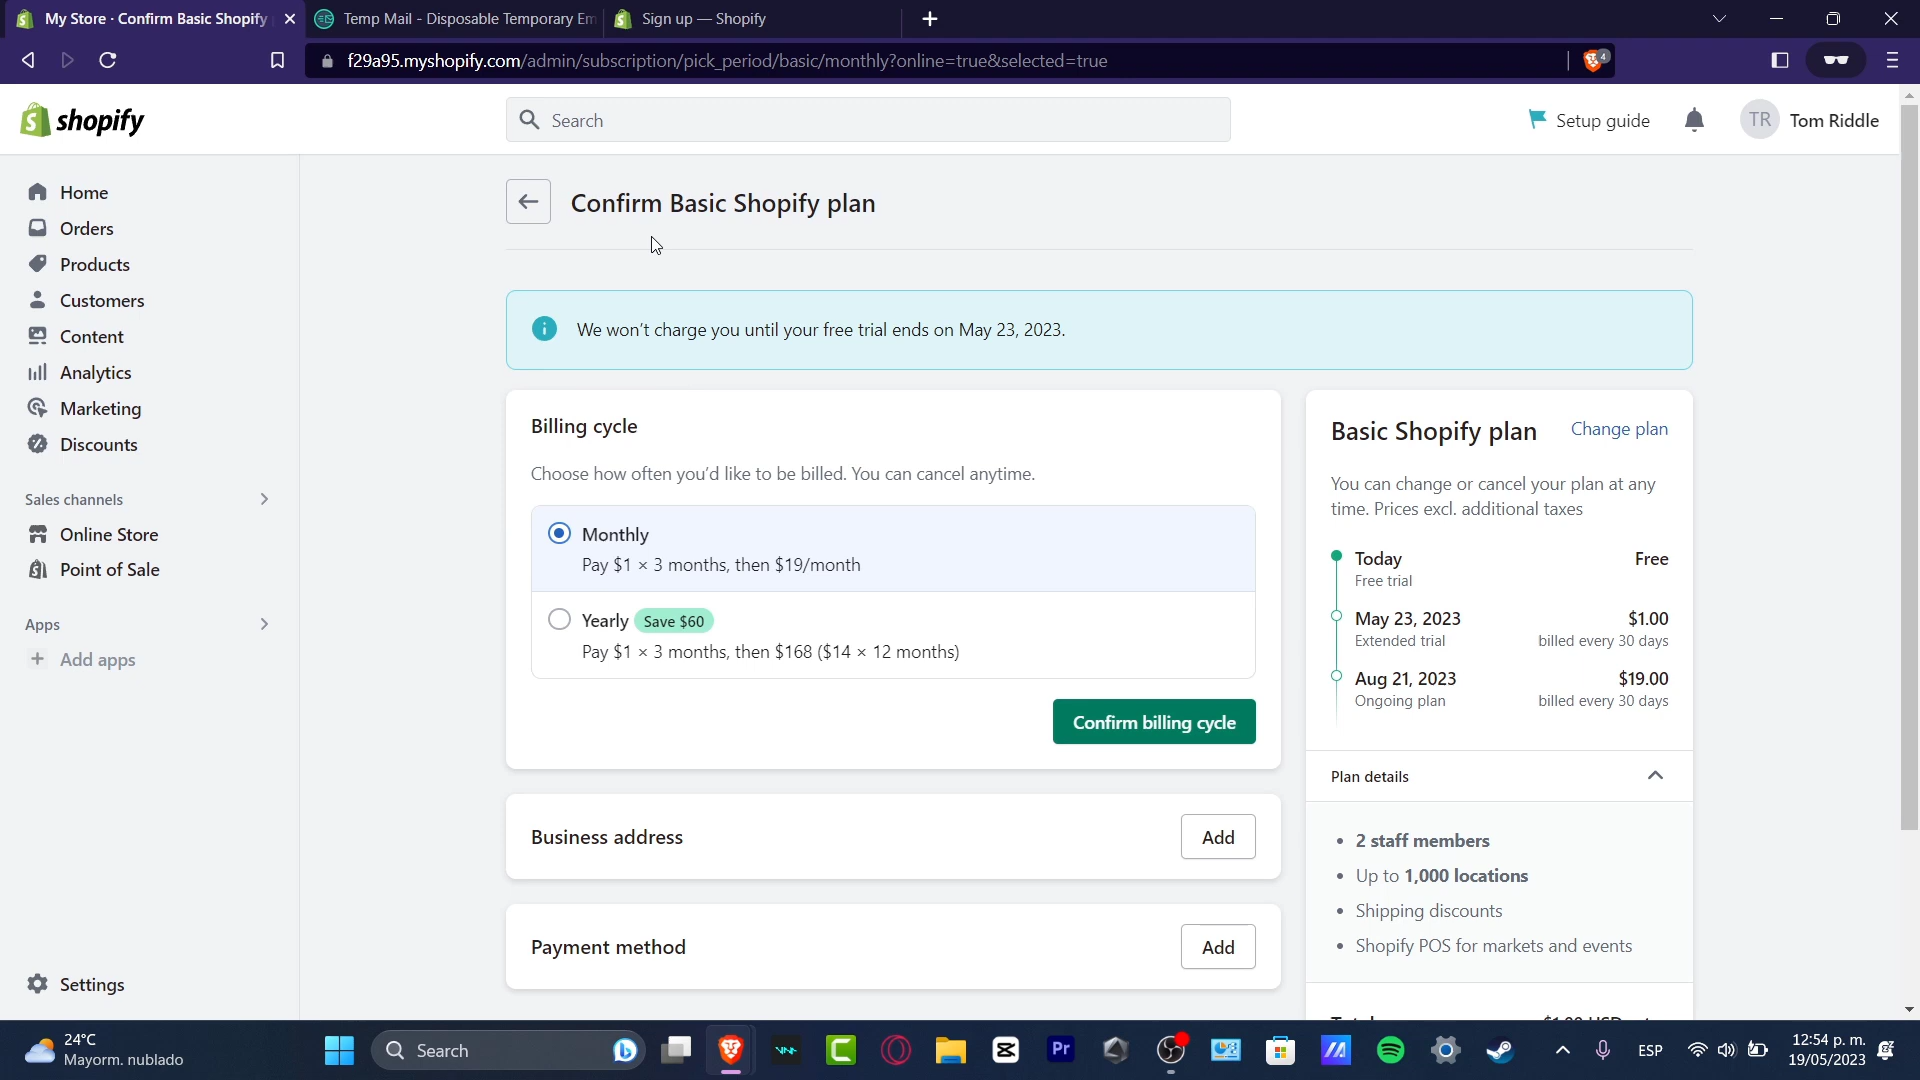 My Store · Confirm Basic Shopify
Temp Mail - Disposable Temporary Em
Sign up — Shopify
f29a95.myshopify.com/admin/subscription/pick_period/basic/monthly?online=true&selected=true
4
shopify
Search
Setup guide
TR
Tom Riddle
Home
Orders
Products
Customers
Content
Analytics
Marketing
Discounts
Sales channels
Online Store
Point of Sale
Apps
Add apps
Settings
Confirm Basic Shopify plan
We won't charge you until your free trial ends on May 23, 2023.
Billing cycle
Choose how often you'd like to be billed. You can cancel anytime.
Monthly
Pay $1 × 3 months, then $19/month
Yearly Save $60
Pay $1 × 3 months, then $168 ($14 × 12 months)
Confirm billing cycle
Business address
Add
Payment method
Add
Basic Shopify plan
Change plan
You can change or cancel your plan at any
time. Prices excl. additional taxes
Today Free
Free trial
May 23, 2023 $1.00
Extended trial billed every 30 days
Aug 21, 2023 $19.00
Ongoing plan billed every 30 days
Plan details
• 2 staff members
• Up to 1,000 locations
• Shipping discounts
• Shopify POS for markets and events
24°C
Mayorm. nublado
Search
Pr
ESP
12:54 p. m.
19/05/2023